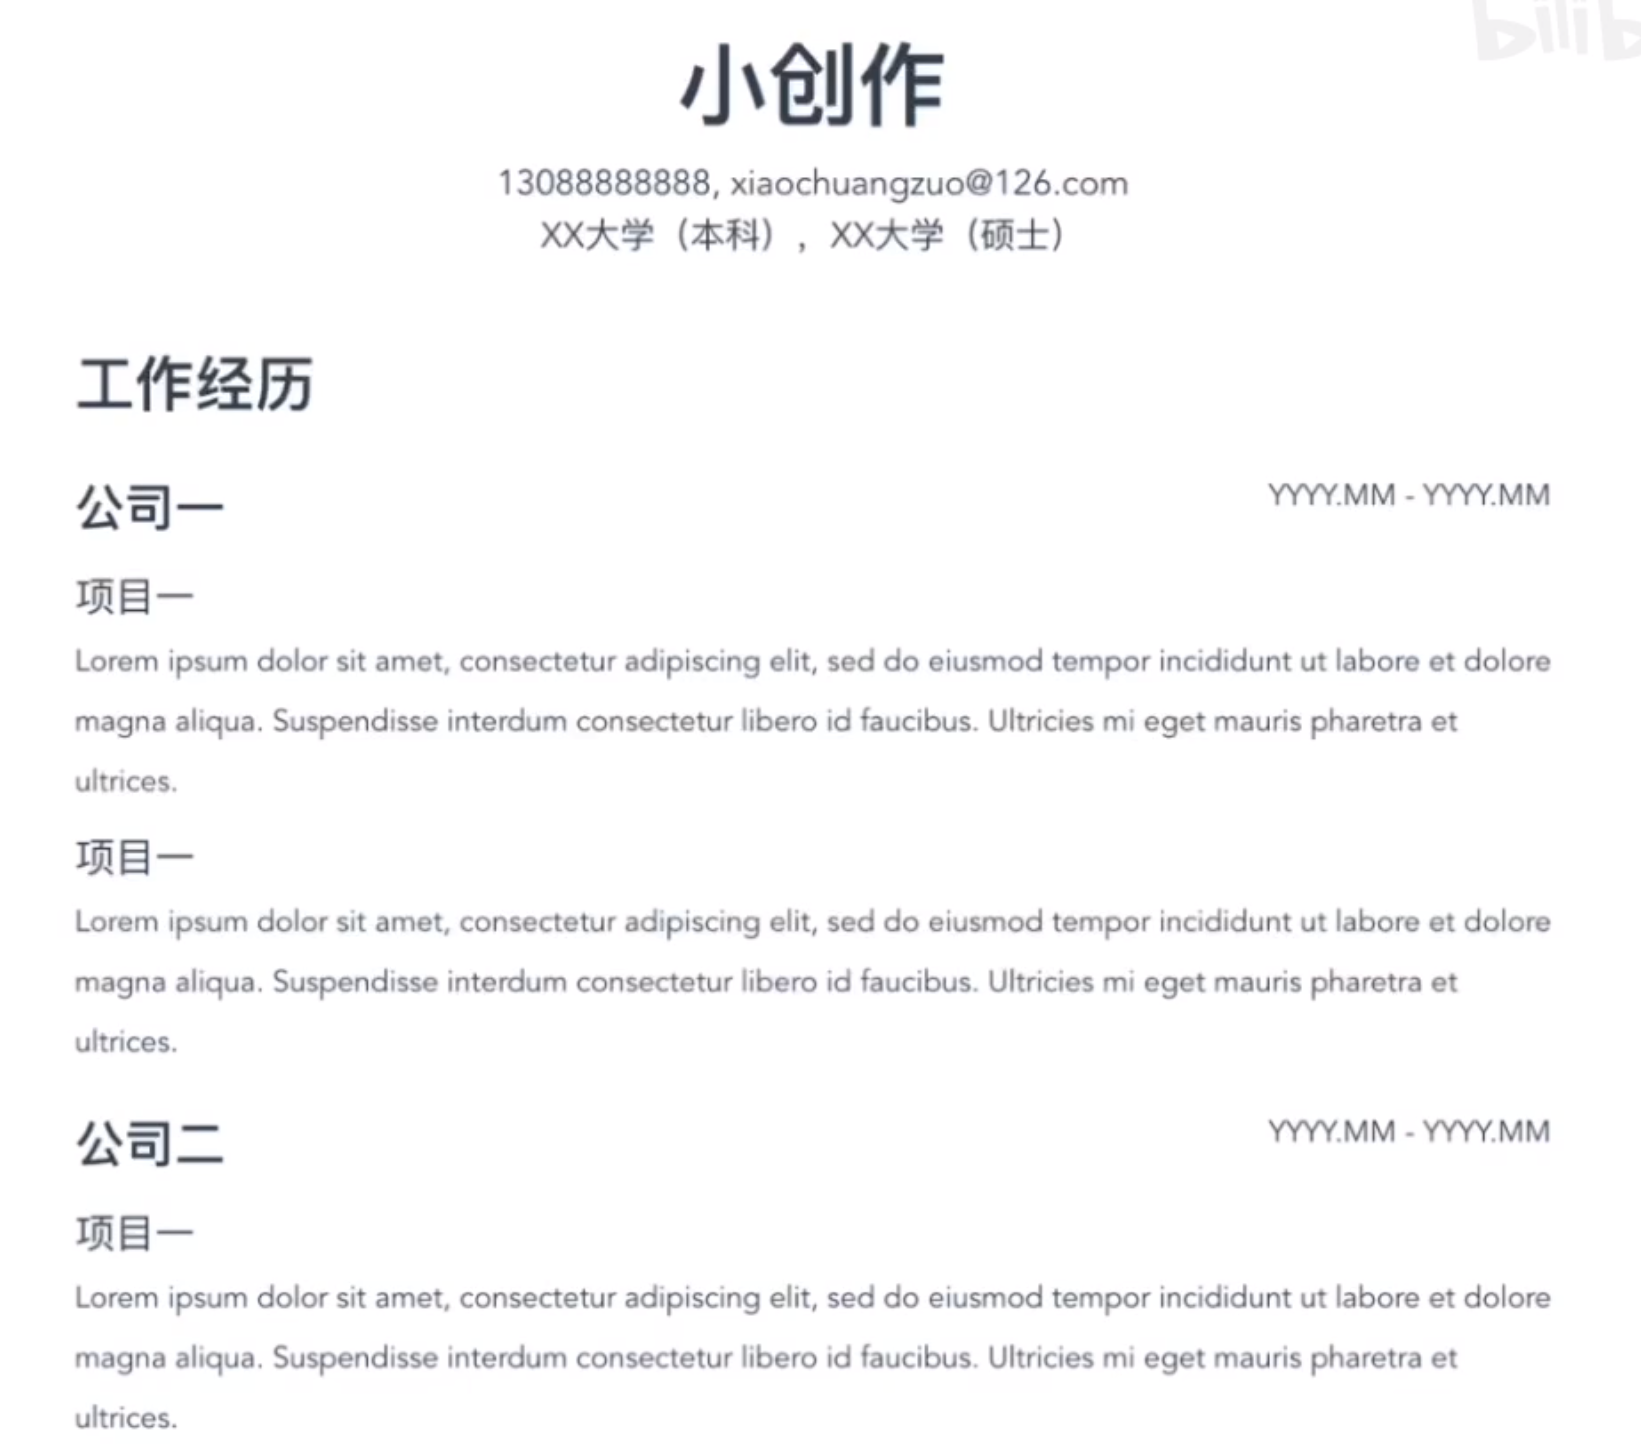 小创作
13088888888, xiaochuangzuo@126.com
XX大学（本科），XX大学（硕士）
工作经历
公司一
YYYY.MM - YYYY.MM
项目一
Lorem ipsum dolor sit amet, consectetur adipiscing elit, sed do eiusmod tempor incididunt ut labore et dolore
magna aliqua. Suspendisse interdum consectetur libero id faucibus. Ultricies mi eget mauris pharetra et
ultrices.
项目一
Lorem ipsum dolor sit amet, consectetur adipiscing elit, sed do eiusmod tempor incididunt ut labore et dolore
magna aliqua. Suspendisse interdum consectetur libero id faucibus. Ultricies mi eget mauris pharetra et
ultrices.
公司二
YYYY.MM - YYYY.MM
项目一
Lorem ipsum dolor sit amet, consectetur adipiscing elit, sed do eiusmod tempor incididunt ut labore et dolore
magna aliqua. Suspendisse interdum consectetur libero id faucibus. Ultricies mi eget mauris pharetra et
ultrices.